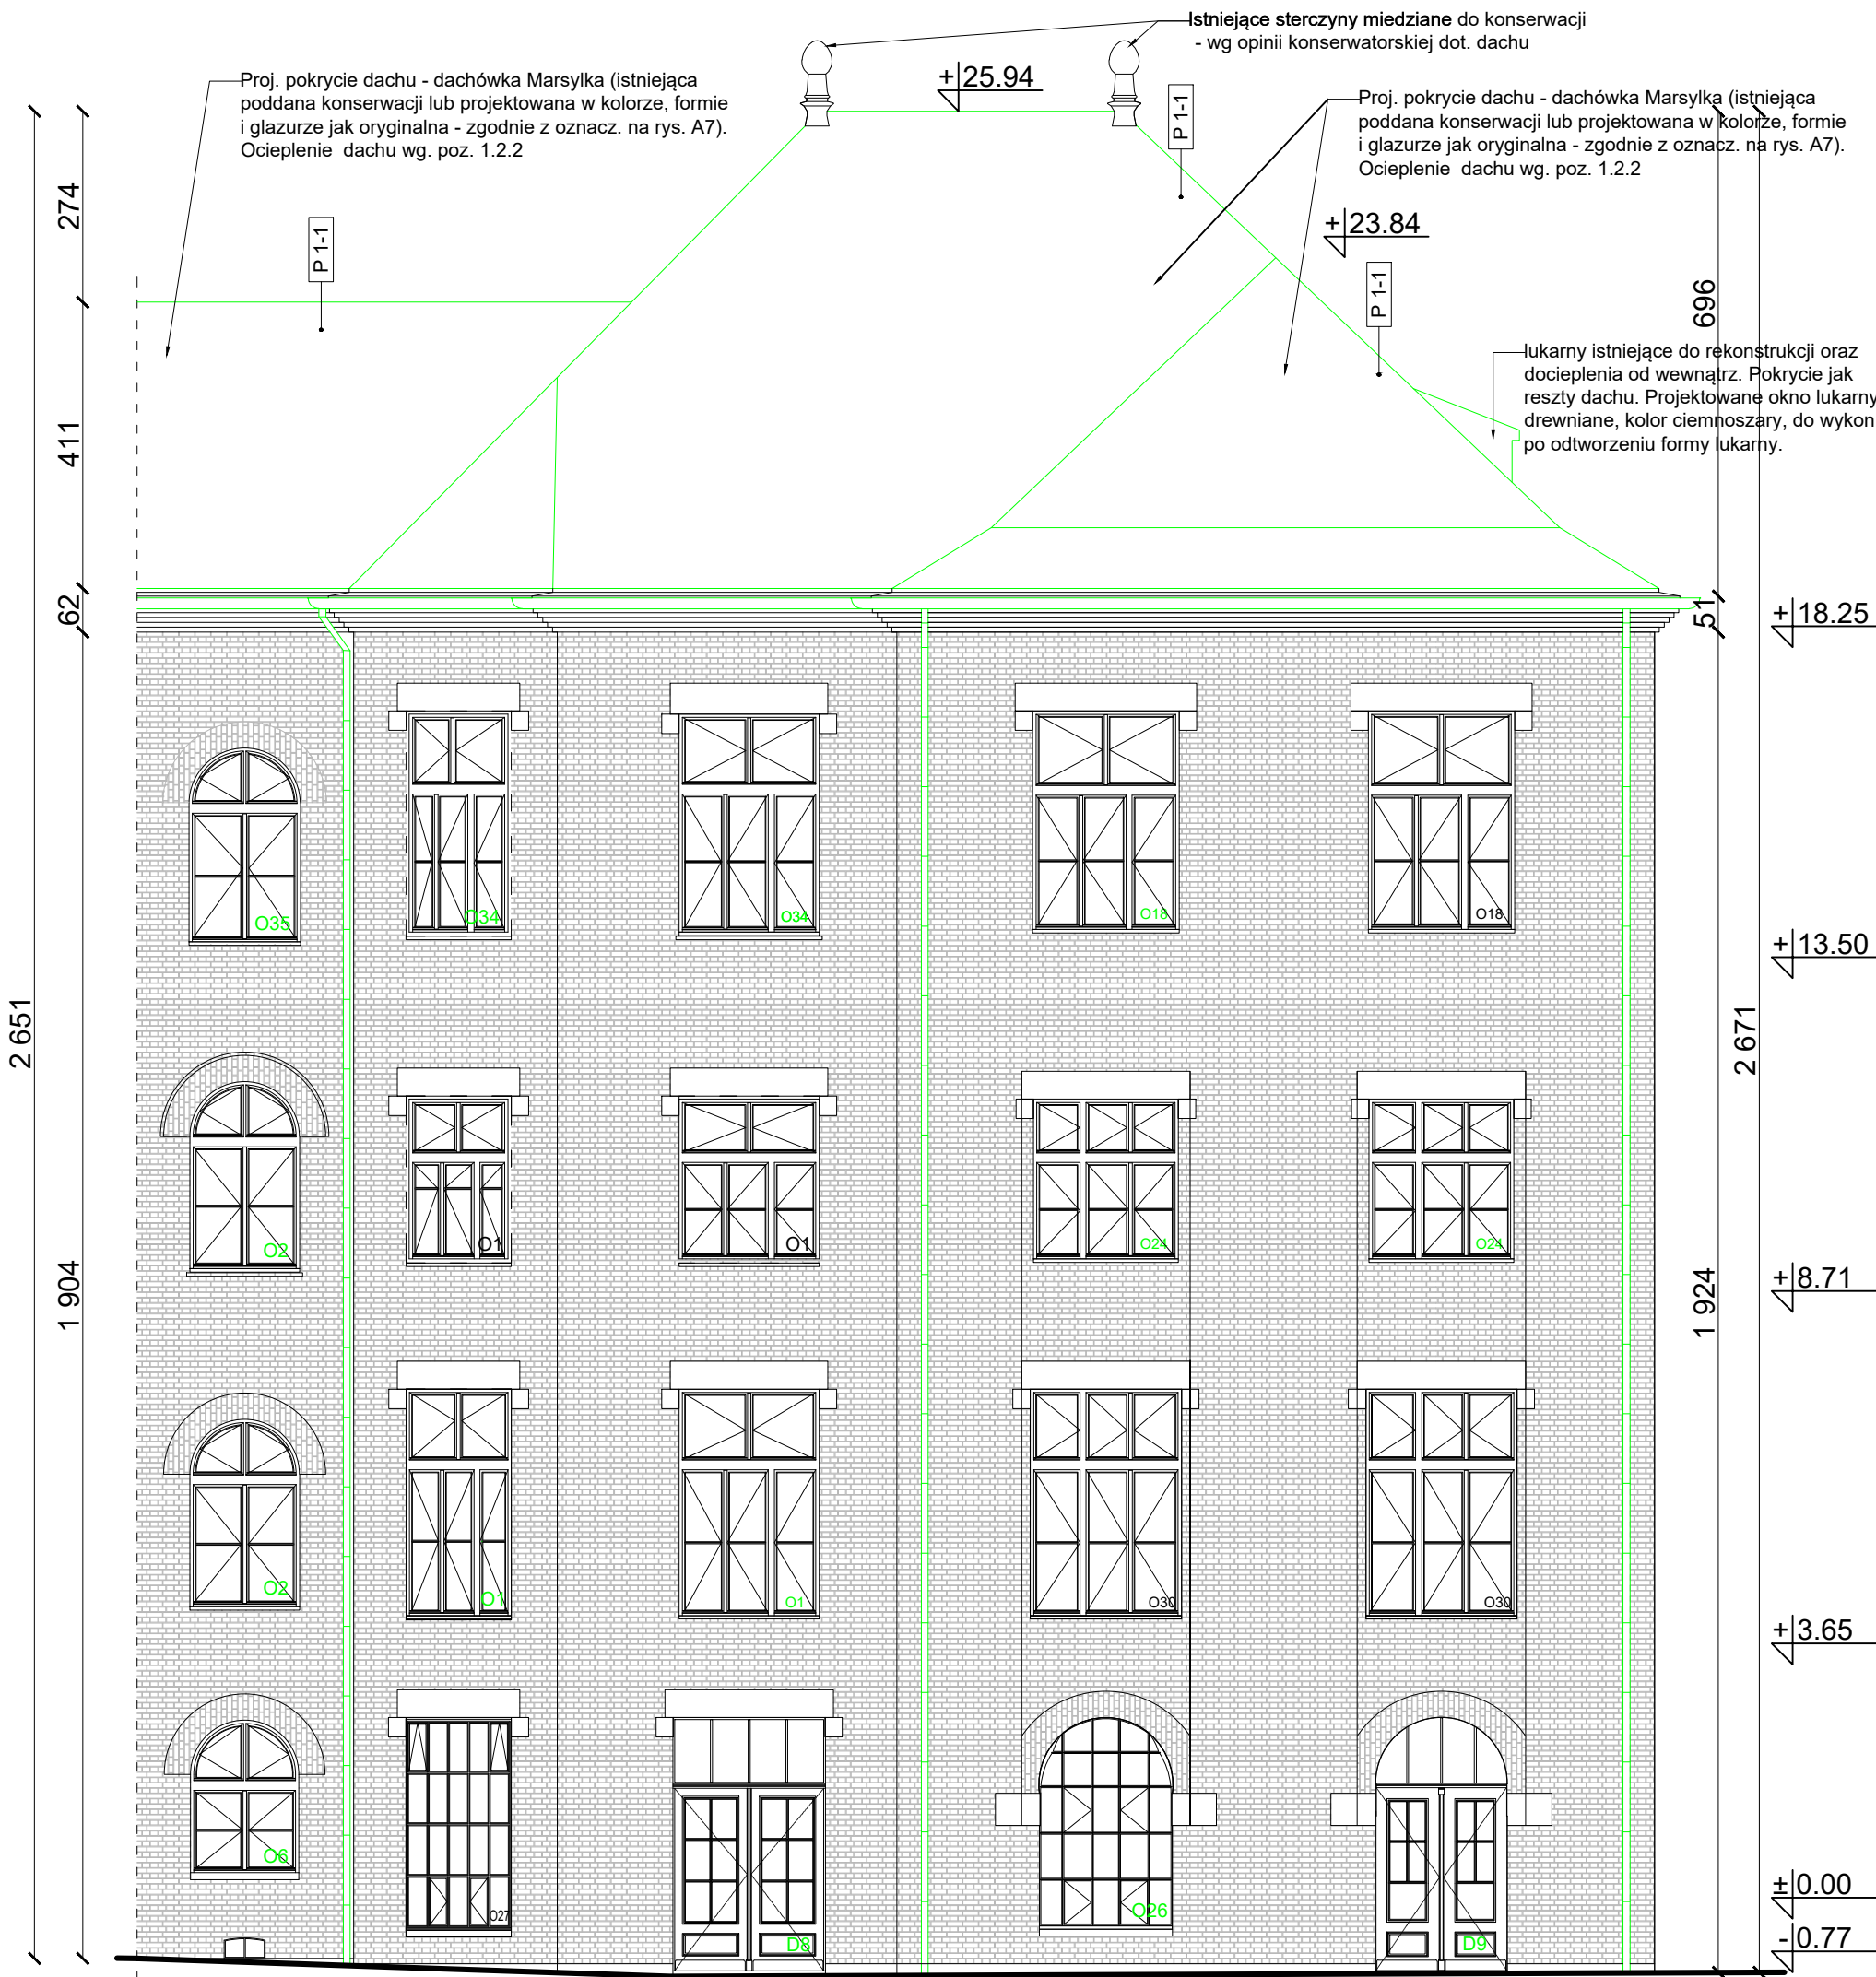 Istniejące sterczyny miedziane do konserwacji
- wg opinii konserwatorskiej dot. dachu
Proj. pokrycie dachu - dachówka Marsylka (istniejąca
poddana konserwacji lub projektowana w kolorze, formie
i glazurze jak oryginalna - zgodnie z oznacz. na rys. A7).
Ocieplenie dachu wg. poz. 1.2.2
+25.94
P 1-1
Proj. pokrycie dachu - dachówka Marsylka (istniejąca
poddana konserwacji lub projektowana w kolorze, formie
i glazurze jak oryginalna - zgodnie z oznacz. na rys. A7).
Ocieplenie dachu wg. poz. 1.2.2
274
P 1-1
+23.84
P 1-1
696
lukarny istniejące do rekonstrukcji oraz
docieplenia od wewnątrz. Pokrycie jak
reszty dachu. Projektowane okno lukarny
drewniane, kolor ciemnoszary, do wykon
po odtworzeniu formy lukarny.
411
62
51
+18.25
O35
O34
O34
O18
O18
+13.50
2 651
2 671
O2
O1
O1
O24
O24
+8.71
1 904
1 924
O2
O1
O1
O30
O30
+3.65
O6
O27
D8
O26
D9
±0.00
-0.77